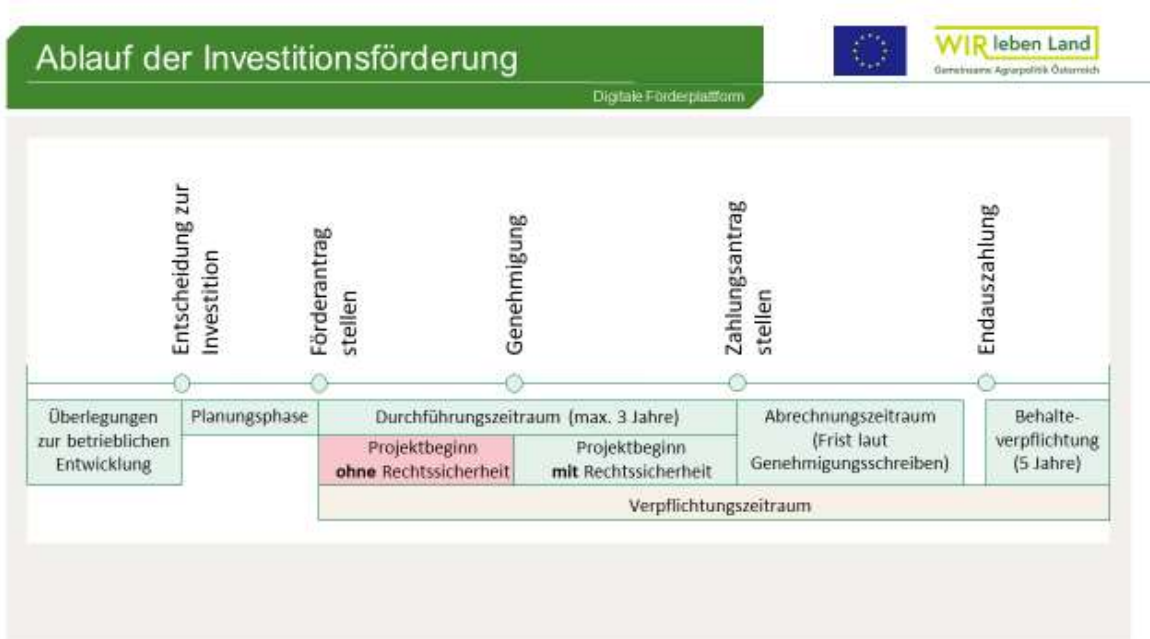 Ablauf der Investitionsförderung
Digitale Förderplattform
WIR leben Land
Gemeinsame Agrarpolitik Österreich
Entscheidung zur
Investition
Förderantrag
stellen
Genehmigung
Zahlungsantrag
stellen
Endauszahlung
Überlegungen
zur betrieblichen
Entwicklung
Planungsphase
Durchführungszeitraum (max. 3 Jahre)
Projektbeginn
ohne Rechtssicherheit
Projektbeginn
mit Rechtssicherheit
Abrechnungszeitraum
(Frist laut
Genehmigungsschreiben)
Behalte-
verpflichtung
(5 Jahre)
Verpflichtungszeitraum